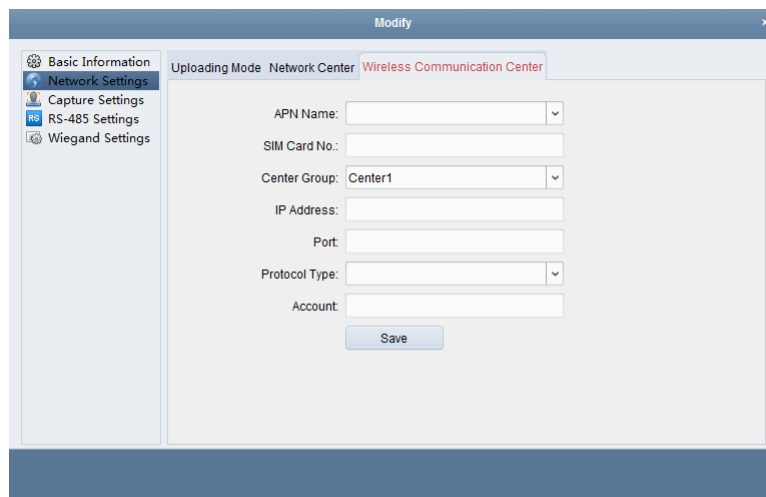 Modify
×
Basic Information
Network Settings
Capture Settings
RS RS-485 Settings
Wiegand Settings
Uploading Mode Network Center Wireless Communication Center
APN Name:
SIM Card No.:
Center Group: Center1
IP Address:
Port:
Protocol Type:
Account:
Save